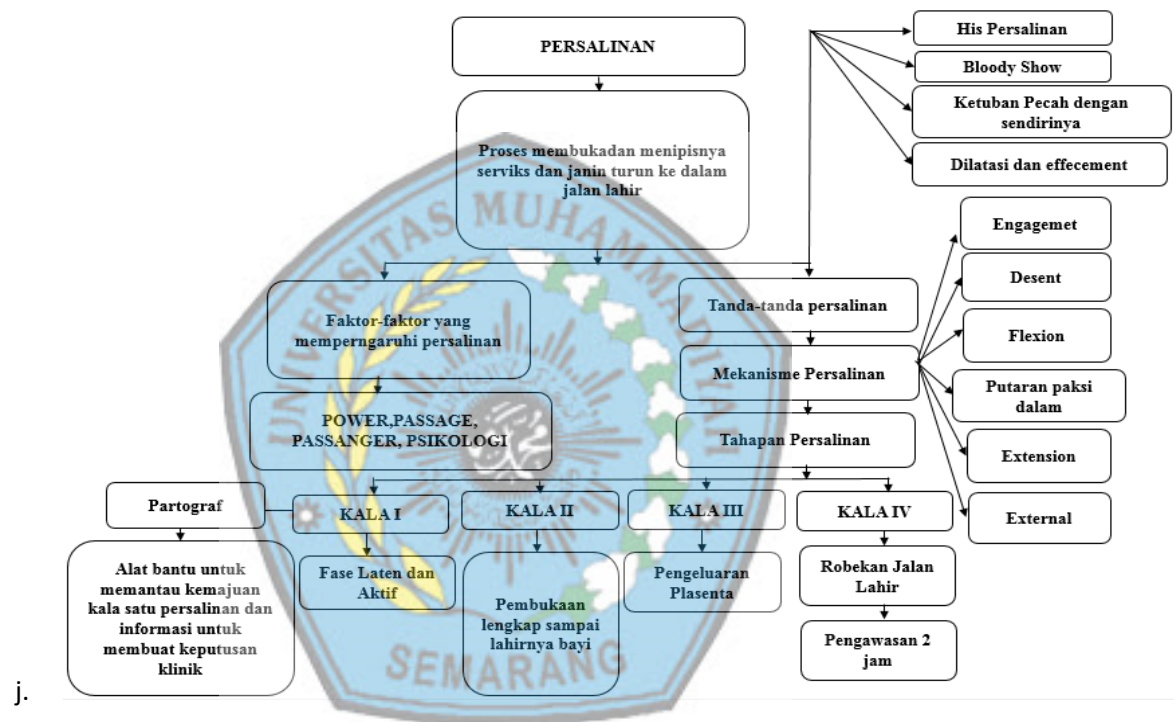 PERSALINAN
Proses membukadan menipisnya
serviks dan janin turun ke dalam
jalan lahir
His Persalinan
Bloody Show
Ketuban Pecah dengan
sendirinya
Dilatasi dan effecement
Faktor-faktor yang
memperngaruhi persalinan
POWER,PASSAGE,
PASSANGER, PSIKOLOGI
Tanda-tanda persalinan
Mekanisme Persalinan
Tahapan Persalinan
Engagemet
Desent
Flexion
Putaran paksi
dalam
Extension
External
Partograf
KALA I
KALA II
KALA III
KALA IV
Alat bantu untuk
memantau kemajuan
kala satu persalinan dan
informasi untuk
membuat keputusan
klinik
Fase Laten dan
Aktif
Pembukaan
lengkap sampai
lahirnya bayi
Pengeluaran
Plasenta
Robekan Jalan
Lahir
Pengawasan 2
jam
UNIVERSITAS MUHAMMADIYAH
SEMARANG
j.